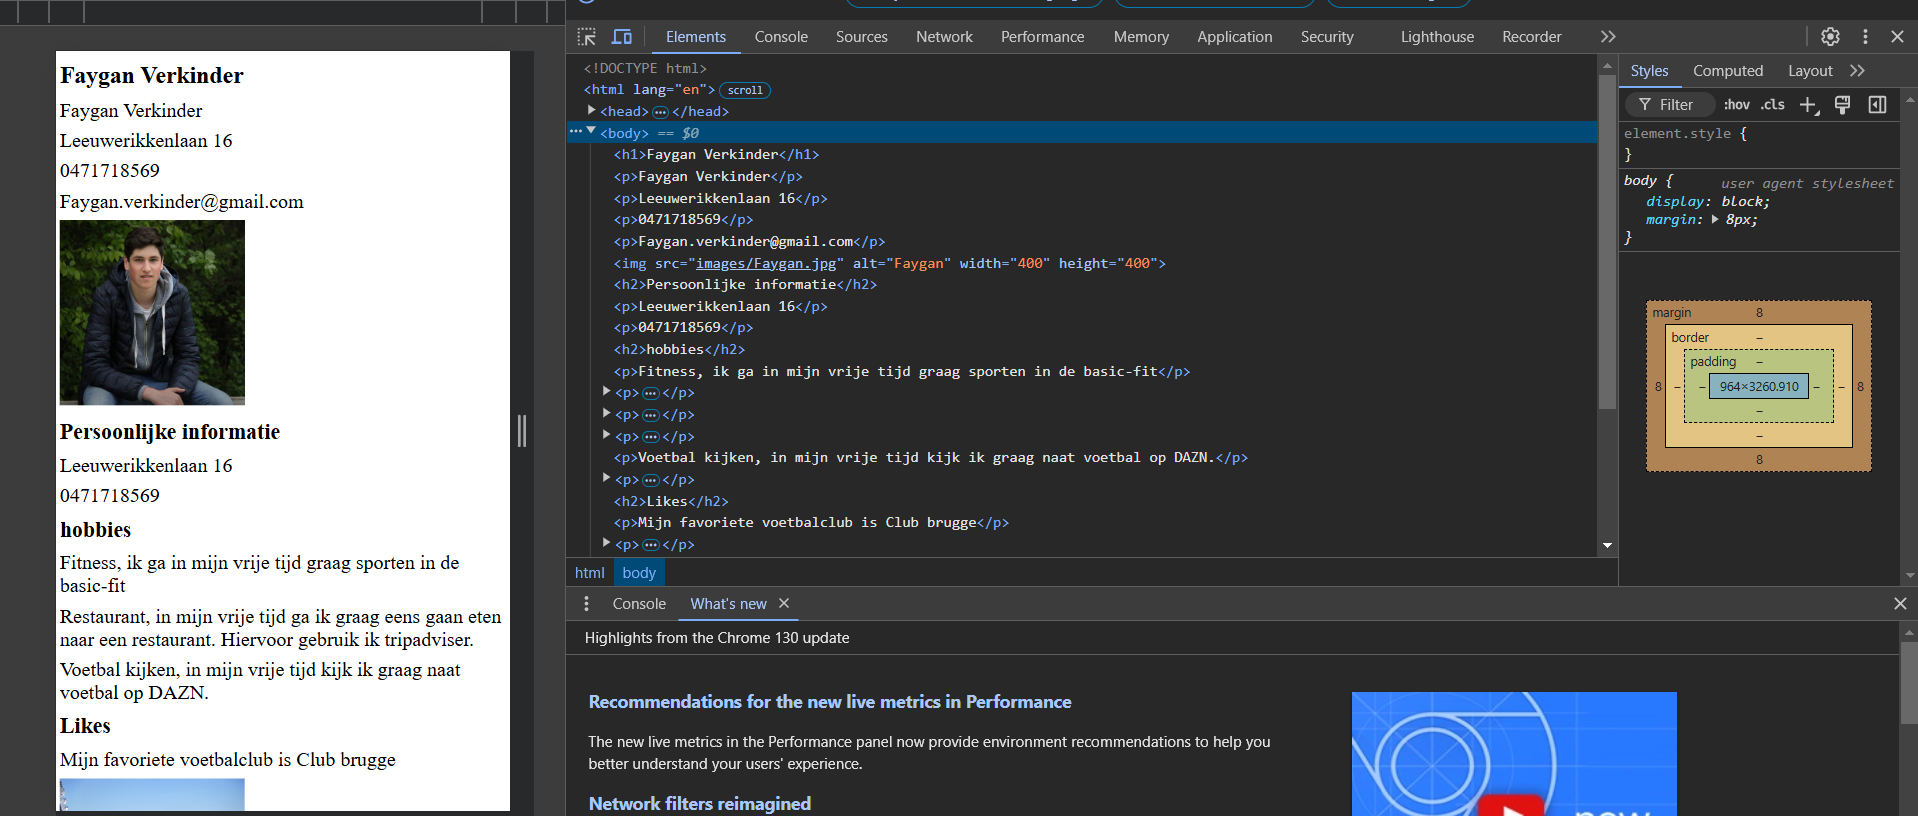 Faygan Verkinder
Faygan Verkinder
Leeuwerikkenlaan 16
0471718569
Faygan.verkinder@gmail.com
Persoonlijke informatie
Leeuwerikkenlaan 16
0471718569
hobbies
Fitness, ik ga in mijn vrije tijd graag sporten in de
basic-fit
Restaurant, in mijn vrije tijd ga ik graag eens gaan eten
naar een restaurant. Hiervoor gebruik ik tripadviser.
Voetbal kijken, in mijn vrije tijd kijk ik graag naat
voetbal op DAZN.
Likes
Mijn favoriete voetbalclub is Club brugge
Elements Console Sources Network Performance Memory Application Security Lighthouse Recorder
<!DOCTYPE html>
<html lang="en"> scroll
<head> ••• </head>
••• <body> == $0
<h1>Faygan Verkinder</h1>
<p>Faygan Verkinder</p>
<p>Leeuwerikkenlaan 16</p>
<p>0471718569</p>
<p>Faygan.verkinder@gmail.com</p>
<img src="images/Faygan.jpg" alt="Faygan" width="400" height="400">
<h2>Persoonlijke informatie</h2>
<p>Leeuwerikkenlaan 16</p>
<p>0471718569</p>
<h2>hobbies</h2>
<p>Fitness, ik ga in mijn vrije tijd graag sporten in de basic-fit</p>
<p> ••• </p>
<p> ••• </p>
<p> ••• </p>
<p>Voetbal kijken, in mijn vrije tijd kijk ik graag naat voetbal op DAZN.</p>
<p> ••• </p>
<h2>Likes</h2>
<p>Mijn favoriete voetbalclub is Club brugge</p>
<p> ••• </p>
html body
Styles Computed Layout
Filter :hov .cls
element.style {
}
body { user agent stylesheet
display: block;
margin: 8px;
}
margin 8
border –
padding –
8 – – 964×3260.910 – – 8
–
–
8
Console What's new
Highlights from the Chrome 130 update
Recommendations for the new live metrics in Performance
The new live metrics in the Performance panel now provide environment recommendations to help you
better understand your users' experience.
Network filters reimagined
new